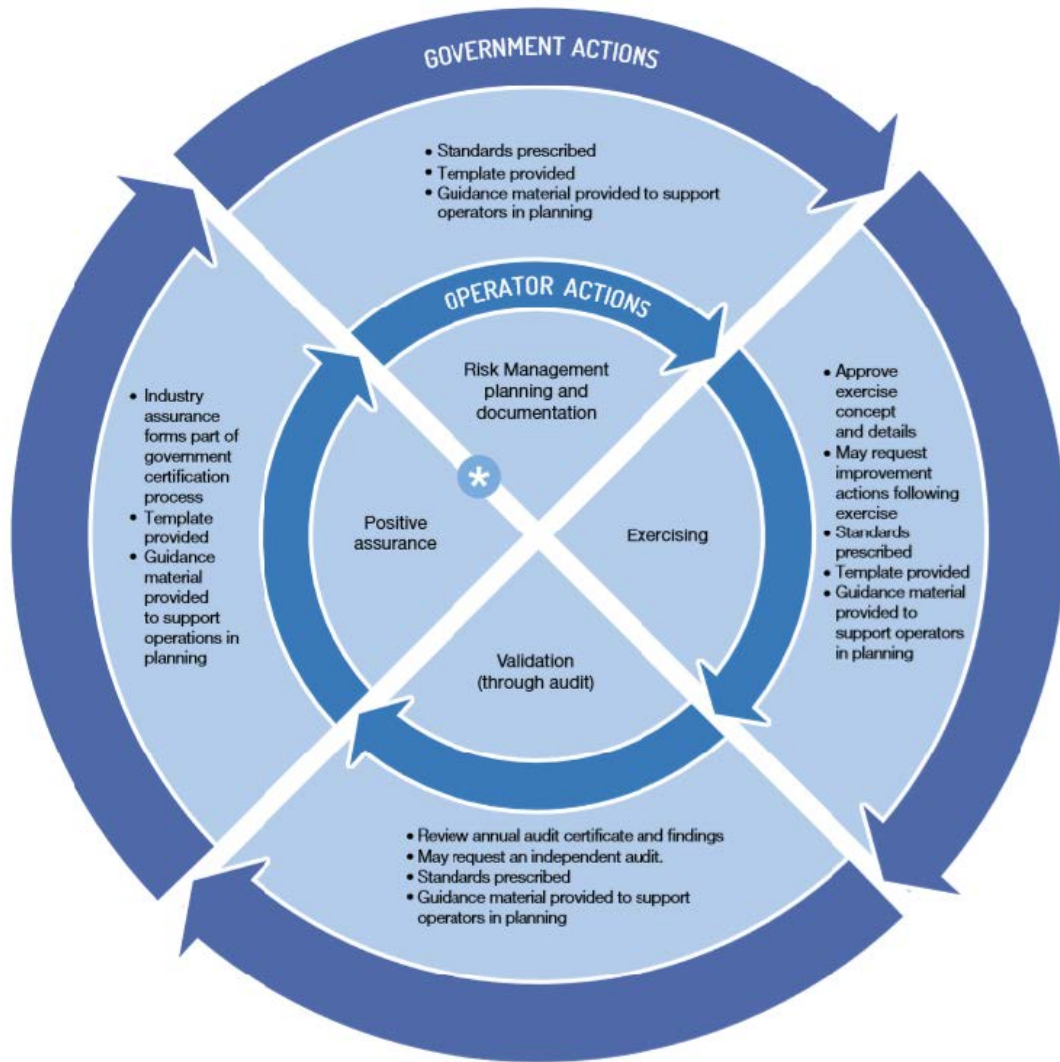 GOVERNMENT ACTIONS
• Standards prescribed
• Template provided
• Guidance material provided to support
operators in planning
OPERATOR ACTIONS
Risk Management
planning and
documentation
• Industry
assurance
forms part of
government
certification
process
• Template
provided
• Guidance
material
provided
to support
operations in
planning
*
Positive
assurance
Exercising
• Approve
exercise
concept
and details
• May request
improvement
actions following
exercise
• Standards
prescribed
• Template provided
• Guidance material
provided to
support operators
in planning
Validation
(through audit)
• Review annual audit certificate and findings
• May request an independent audit.
• Standards prescribed
• Guidance material provided to support
operators in planning